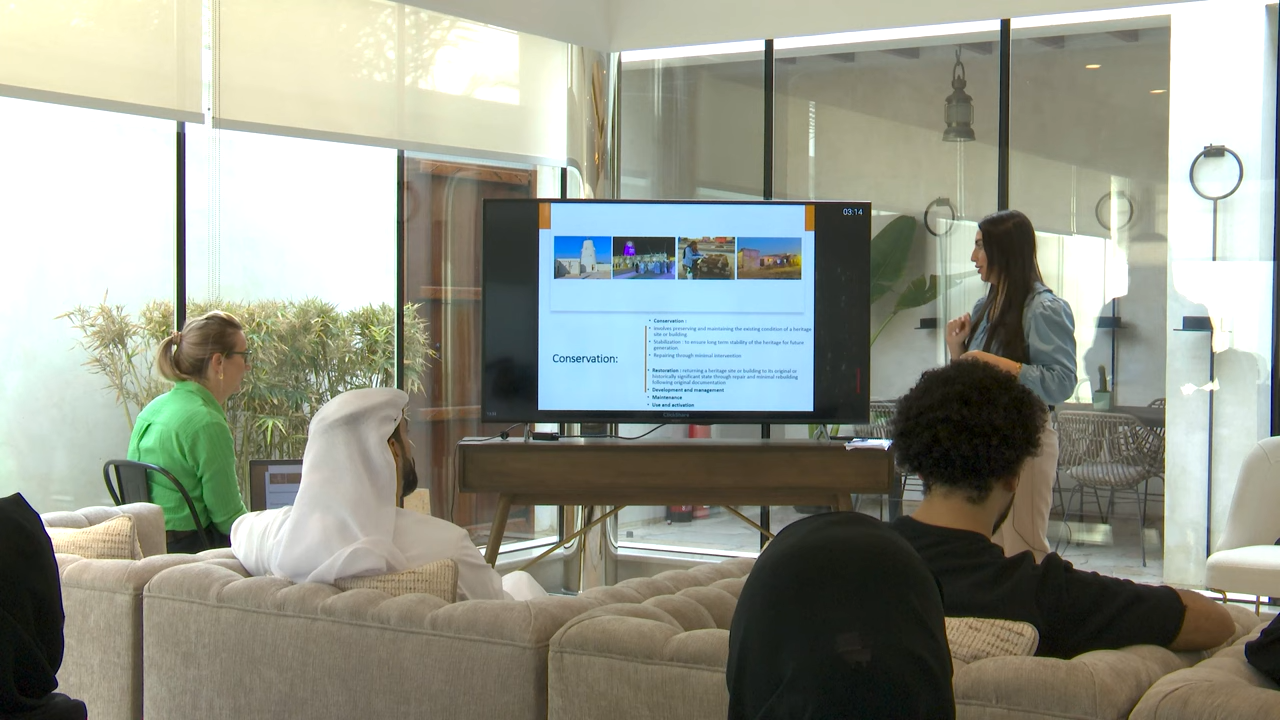 03:14
Conservation :
Involves preserving and maintaining the existing condition of a heritage
site or building.
Stabilization : to ensure long term stability of the heritage for future
generation.
Repairing through minimal intervention
Conservation:
Restoration : returning a heritage site or building to its original or
historically significant state through repair and minimal rebuilding
following original documentation
Development and management
Maintenance
Use and activation